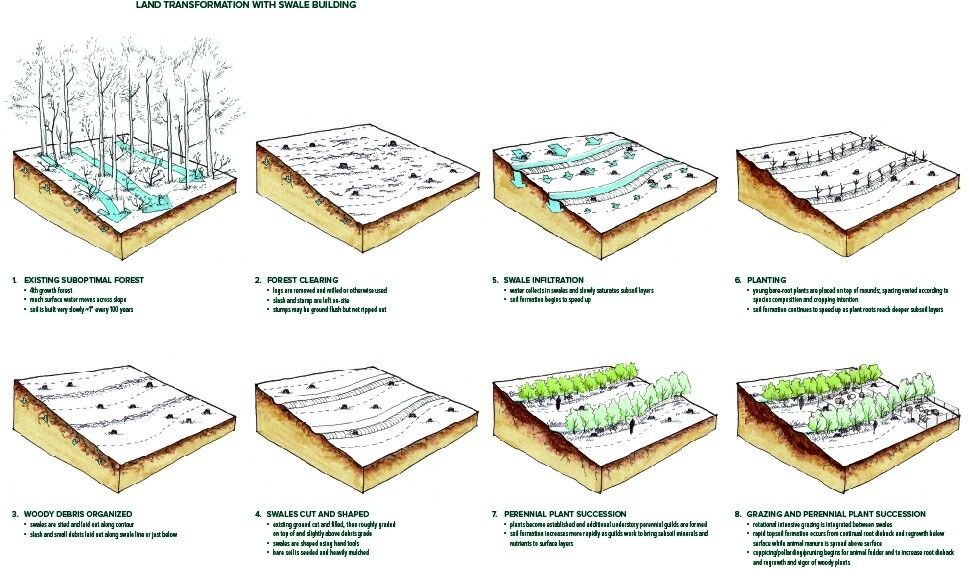 LAND TRANSFORMATION WITH SWALE BUILDING
1. EXISTING SUBOPTIMAL FOREST
• 4th growth forest
• much surface water moves across slope
• soil is built very slowly ~1" every 100 years
2. FOREST CLEARING
• logs are removed and milled or otherwise used
• slash and stump are left on-site
• stumps may be ground flush but not ripped out
5. SWALE INFILTRATION
• water collects in swales and slowly saturates subsoil layers
• soil formation begins to speed up
6. PLANTING
• young bare-root plants are placed on top of mounds; spacing varied according to
species composition and cropping intention
• soil formation continues to speed up as plant roots reach deeper subsoil layers
3. WOODY DEBRIS ORGANIZED
• swales are sited and laid out along contour
• slash and small debris laid out along swale line or just below
4. SWALES CUT AND SHAPED
• existing ground cut and filled, then roughly graded
on top of and slightly above debris grade
• swales are shaped using hand tools
• bare soil is seeded and heavily mulched
7. PERENNIAL PLANT SUCCESSION
• plants become established and additional understory perennial guilds are formed
• soil formation increases more rapidly as guilds work to bring subsoil minerals and
nutrients to surface layers
8. GRAZING AND PERENNIAL PLANT SUCCESSION
• rotational intensive grazing is integrated between swales
• rapid topsoil formation occurs from continual root dieback and regrowth below
surface while animal manure is spread above surface
• coppicing/pollarding/pruning begins for animal fodder and to increase root dieback
and regrowth and vigor of woody plants